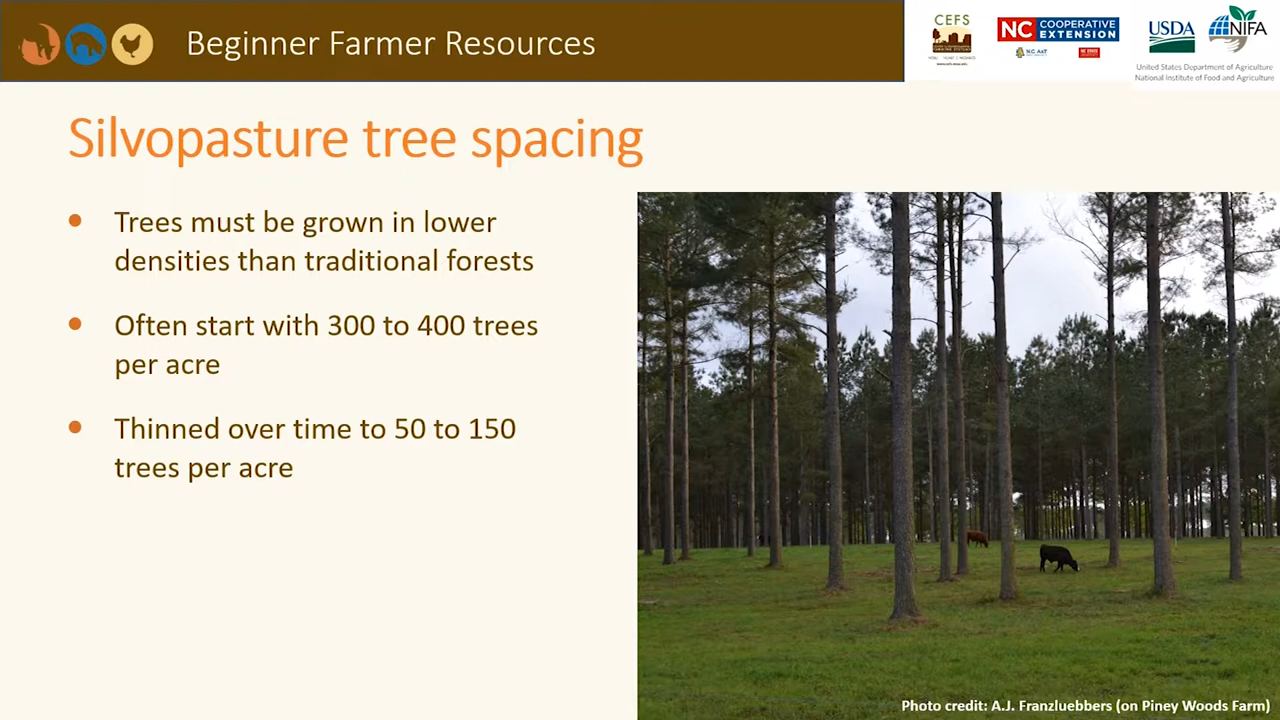 Beginner Farmer Resources
CEFS
NC COOPERATIVE
EXTENSION
USDA
NIFA
United States Department of Agriculture
National Institute of Food and Agriculture
Silvopasture tree spacing
Trees must be grown in lower
densities than traditional forests
Often start with 300 to 400 trees
per acre
Thinned over time to 50 to 150
trees per acre
Photo credit: A.J. Franzluebbers (on Piney Woods Farm)